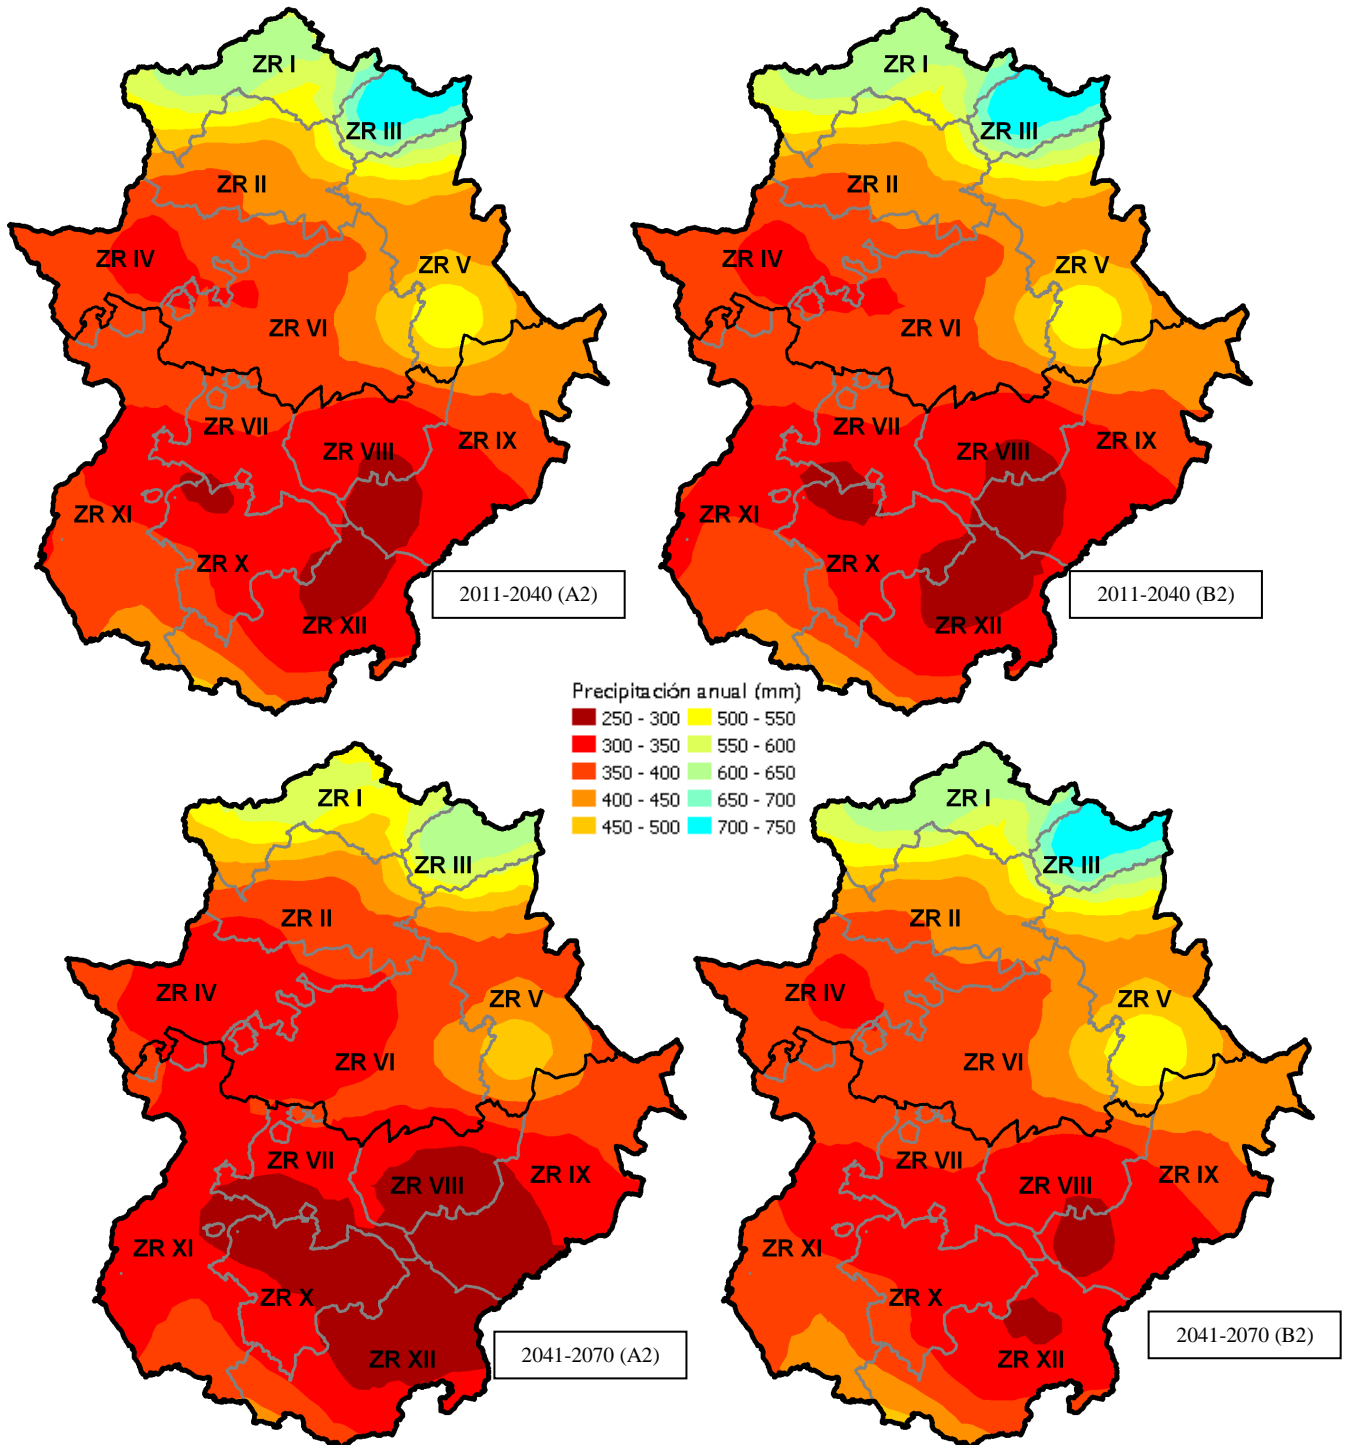 ZR I
ZR III
ZR II
ZR IV
ZR V
ZR VI
ZR VII
ZR VIII
ZR IX
ZR XI
ZR X
ZR XII
2011-2040 (A2)
ZR I
ZR III
ZR II
ZR IV
ZR V
ZR VI
ZR VII
ZR VIII
ZR IX
ZR XI
ZR X
ZR XII
2011-2040 (B2)
Precipitación anual (mm)
250 - 300 500 - 550
300 - 350 550 - 600
350 - 400 600 - 650
400 - 450 650 - 700
450 - 500 700 - 750
ZR I
ZR III
ZR II
ZR IV
ZR V
ZR VI
ZR VII
ZR VIII
ZR IX
ZR XI
ZR X
ZR XII
2041-2070 (A2)
ZR I
ZR III
ZR II
ZR IV
ZR V
ZR VI
ZR VII
ZR VIII
ZR IX
ZR XI
ZR X
ZR XII
2041-2070 (B2)